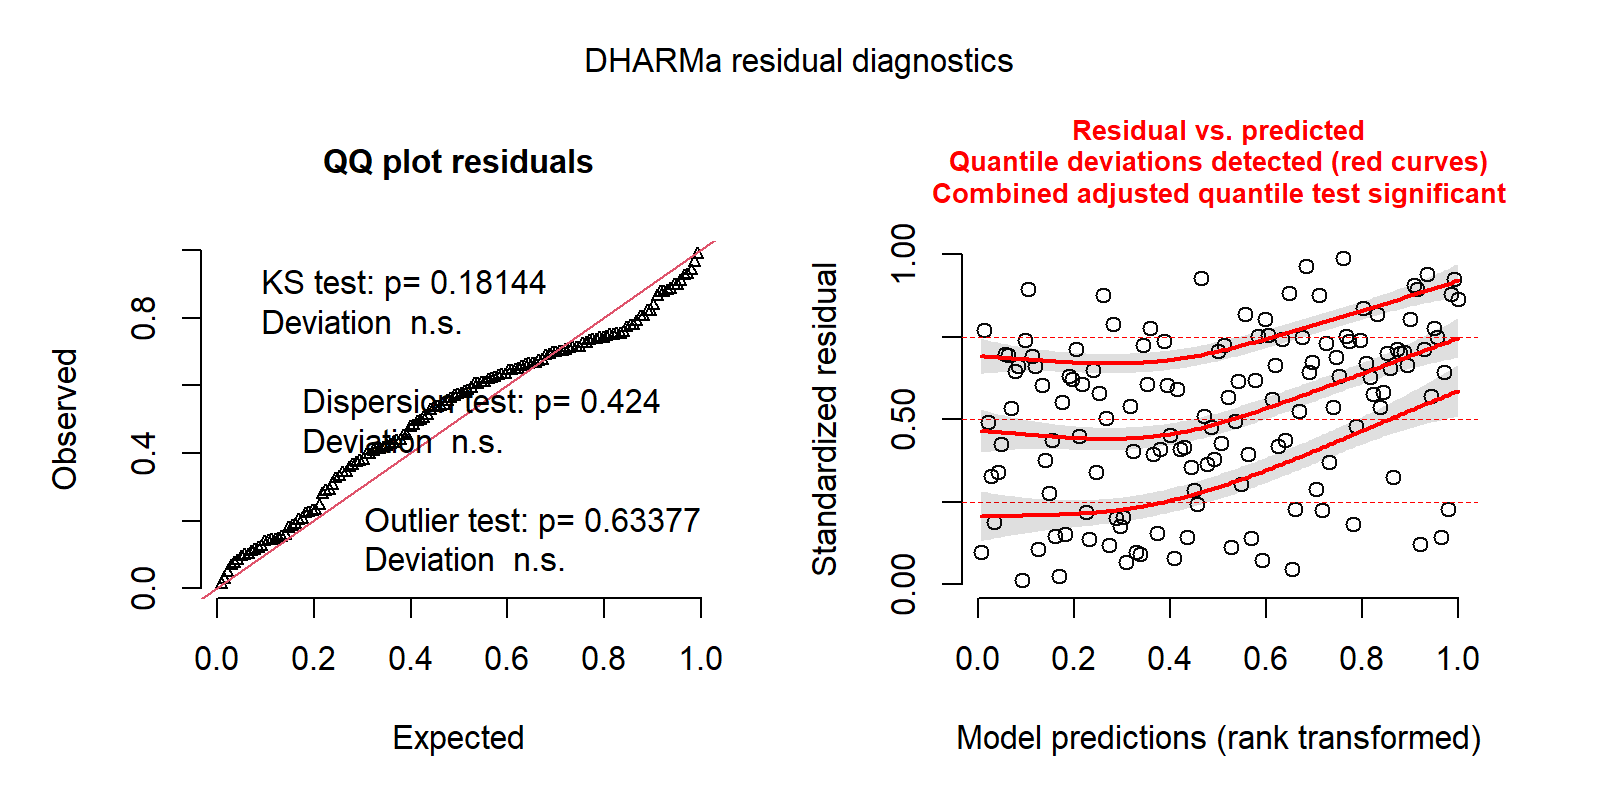 DHARMa residual diagnostics
QQ plot residuals
KS test: p= 0.18144
Deviation n.s.
Dispersion test: p= 0.424
Deviation n.s.
Outlier test: p= 0.63377
Deviation n.s.
Observed
0.0
0.4
0.8
0.0 0.2 0.4 0.6 0.8 1.0
Expected
Residual vs. predicted
Quantile deviations detected (red curves)
Combined adjusted quantile test significant
Standardized residual
0.00
0.50
1.00
0.0 0.2 0.4 0.6 0.8 1.0
Model predictions (rank transformed)